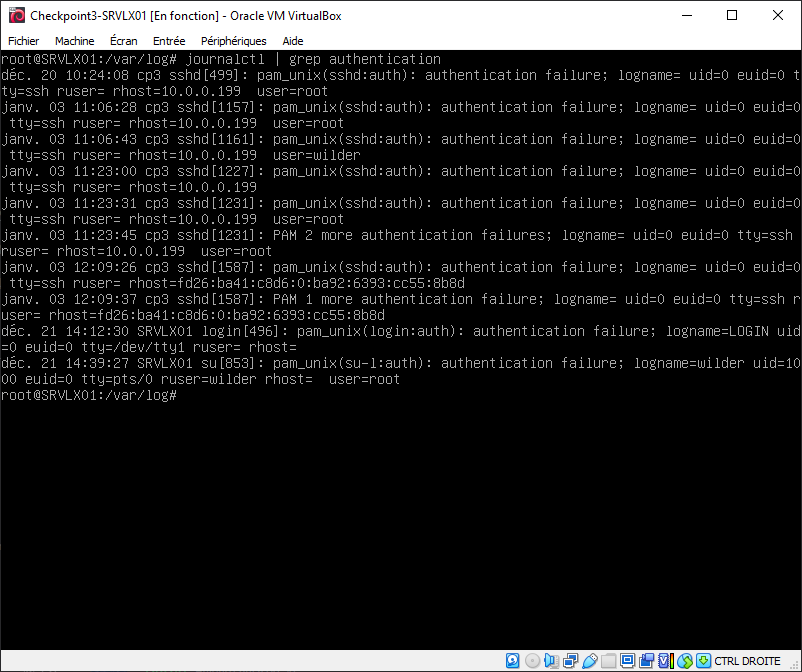 Checkpoint3-SRVLX01 [En fonction] - Oracle VM VirtualBox
Fichier Machine Écran Entrée Périphériques Aide
root@SRVLX01:/var/log# journalctl | grep authentication
déc. 20 10:24:08 cp3 sshd[499]: pam_unix(sshd:auth): authentication failure; logname= uid=0 euid=0 t
ty=ssh ruser= rhost=10.0.0.199  user=root
janv. 03 11:06:28 cp3 sshd[1157]: pam_unix(sshd:auth): authentication failure; logname= uid=0 euid=0
 tty=ssh ruser= rhost=10.0.0.199  user=root
janv. 03 11:06:43 cp3 sshd[1161]: pam_unix(sshd:auth): authentication failure; logname= uid=0 euid=0
 tty=ssh ruser= rhost=10.0.0.199  user=wilder
janv. 03 11:23:00 cp3 sshd[1227]: pam_unix(sshd:auth): authentication failure; logname= uid=0 euid=0
 tty=ssh ruser= rhost=10.0.0.199
janv. 03 11:23:31 cp3 sshd[1231]: pam_unix(sshd:auth): authentication failure; logname= uid=0 euid=0
 tty=ssh ruser= rhost=10.0.0.199  user=root
janv. 03 11:23:45 cp3 sshd[1231]: PAM 2 more authentication failures; logname= uid=0 euid=0 tty=ssh
ruser= rhost=10.0.0.199  user=root
janv. 03 12:09:26 cp3 sshd[1587]: pam_unix(sshd:auth): authentication failure; logname= uid=0 euid=0
 tty=ssh ruser= rhost=fd26:ba41:c8d6:0:ba92:6393:cc55:8b8d
janv. 03 12:09:37 cp3 sshd[1587]: PAM 1 more authentication failure; logname= uid=0 euid=0 tty=ssh r
user= rhost=fd26:ba41:c8d6:0:ba92:6393:cc55:8b8d
déc. 21 14:12:30 SRVLX01 login[496]: pam_unix(login:auth): authentication failure; logname=LOGIN uid
=0 euid=0 tty=/dev/tty1 ruser= rhost=
déc. 21 14:39:27 SRVLX01 su[853]: pam_unix(su-l:auth): authentication failure; logname=wilder uid=10
00 euid=0 tty=pts/0 ruser=wilder rhost=  user=root
root@SRVLX01:/var/log#
CTRL DROITE